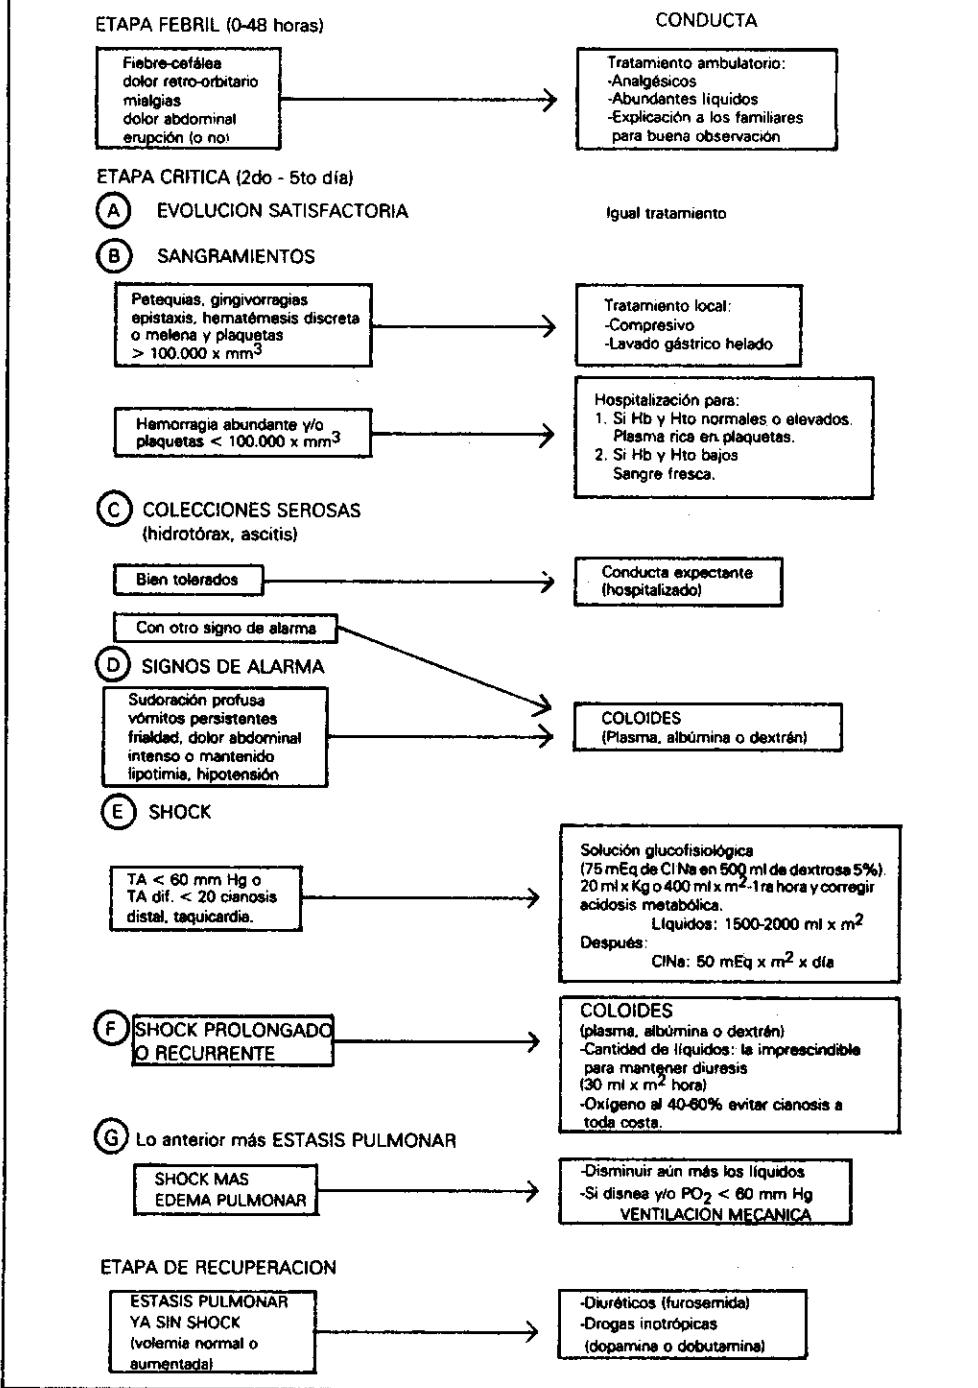 ETAPA FEBRIL (0-48 horas)
CONDUCTA
Fiebre-cefálea
dolor retro-orbitario
mialgias
dolor abdominal
erupción (o no)
Tratamiento ambulatorio:
-Analgésicos
-Abundantes líquidos
-Explicación a los familiares
para buena observación
ETAPA CRITICA (2do - 5to día)
A EVOLUCION SATISFACTORIA
Igual tratamiento
B SANGRAMIENTOS
Petequias, gingivorragias
epistaxis, hematémesis discreta
o melena y plaquetas
> 100.000 x mm³
Tratamiento local:
-Compresivo
-Lavado gástrico helado
Hemorragia abundante y/o
plaquetas < 100.000 x mm³
Hospitalización para:
1. Si Hb y Hto normales o elevados.
Plasma rica en plaquetas.
2. Si Hb y Hto bajos
Sangre fresca.
C COLECCIONES SEROSAS
(hidrotórax, ascitis)
Bien tolerados
Conducta expectante
(hospitalizado)
Con otro signo de alarma
D SIGNOS DE ALARMA
Sudoración profusa
vómitos persistentes
frialdad, dolor abdominal
intenso o mantenido
lipotimia, hipotensión
COLOIDES
(Plasma, albúmina o dextrán)
E SHOCK
TA < 60 mm Hg o
TA dif. < 20 cianosis
distal, taquicardia.
Solución glucofisiológica
(75 mEq de ClNa en 500 ml de dextrosa 5%).
20 ml x Kg o 400 ml x m²-1ra hora y corregir
acidosis metabólica.
Líquidos: 1500-2000 ml x m²
Después:
ClNa: 50 mEq x m² x día
F SHOCK PROLONGADO
O RECURRENTE
COLOIDES
(plasma, albúmina o dextrán)
-Cantidad de líquidos: la imprescindible
para mantener diuresis
(30 ml x m² hora)
-Oxígeno al 40-60% evitar cianosis a
toda costa.
G Lo anterior más ESTASIS PULMONAR
SHOCK MAS
EDEMA PULMONAR
-Disminuir aún más los líquidos
-Si disnea y/o PO₂ < 60 mm Hg
VENTILACION MECANICA
ETAPA DE RECUPERACION
ESTASIS PULMONAR
YA SIN SHOCK
(volemia normal o
aumentada)
-Diuréticos (furosemida)
-Drogas inotrópicas
(dopamina o dobutamina)